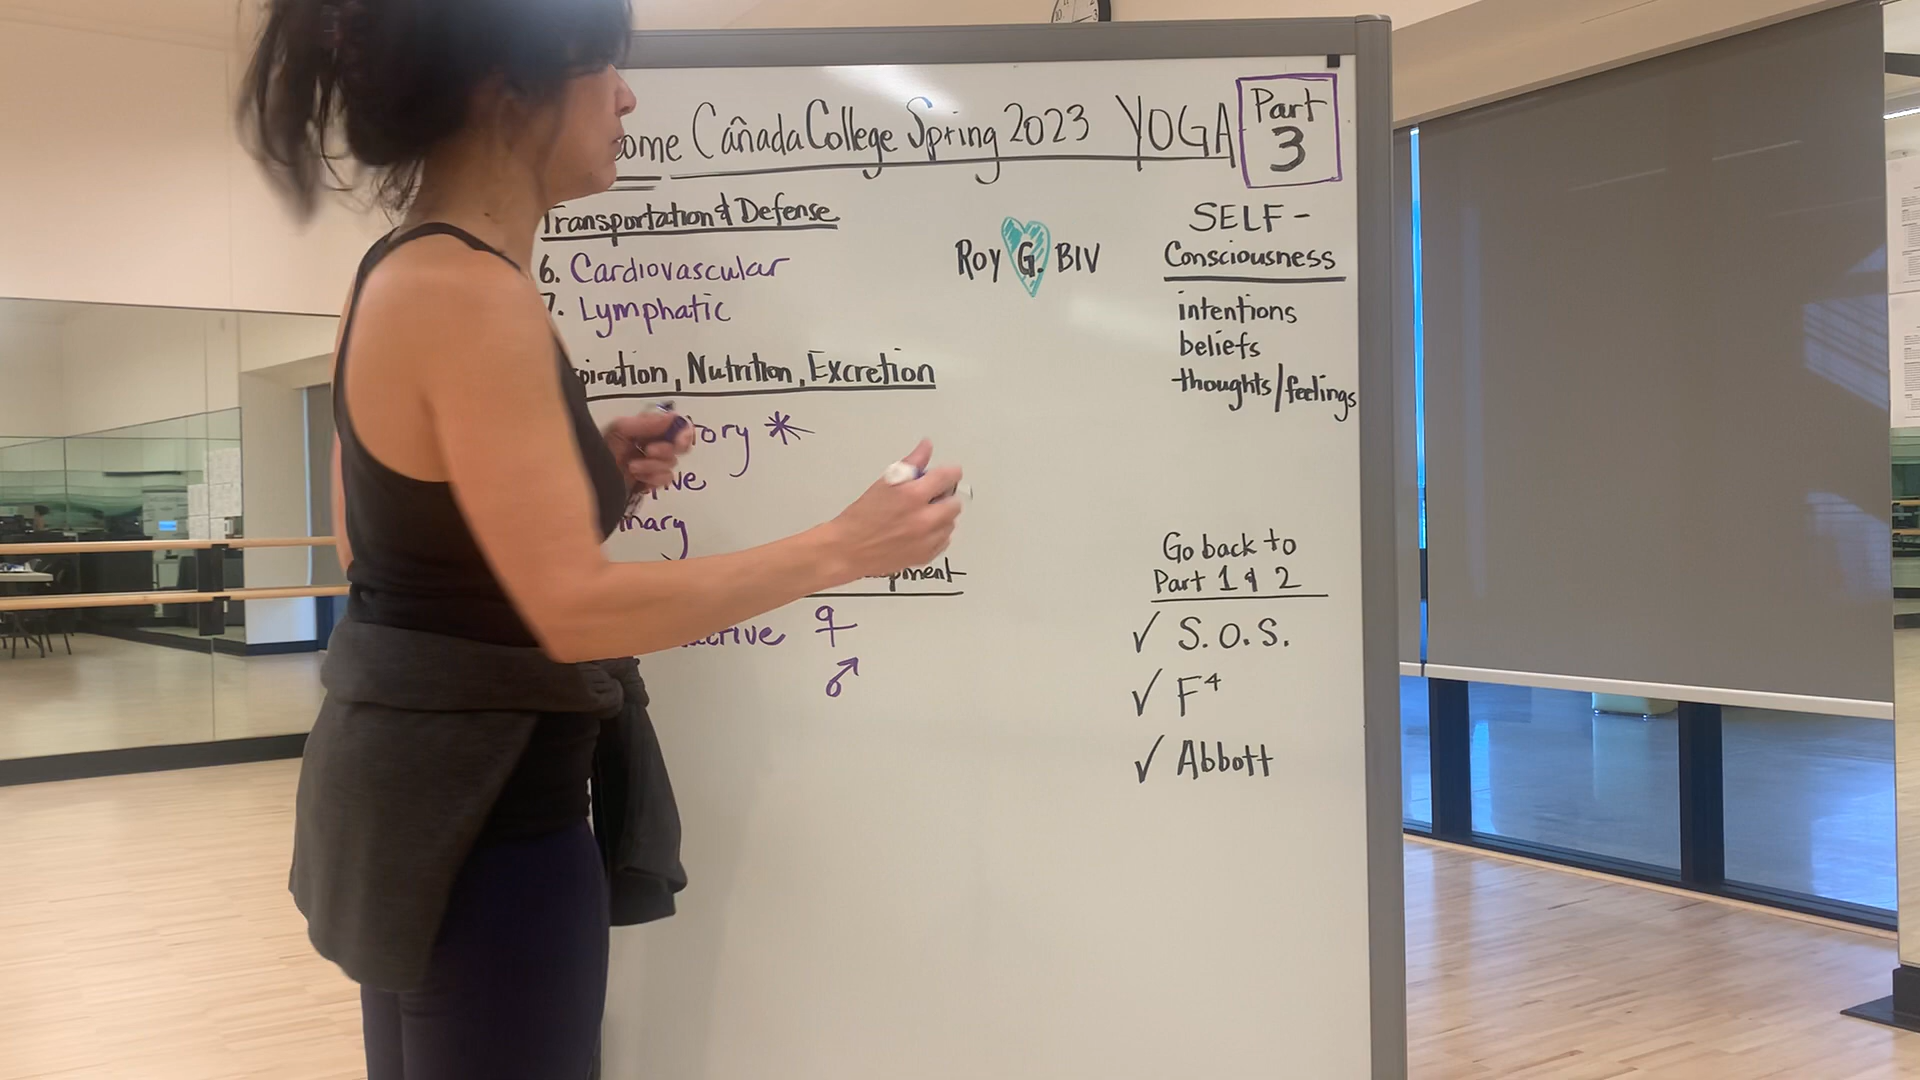 Cañada College Spring 2023 YOGA
Part
3
Transportation & Defense
6. Cardiovascular
7. Lymphatic
Nutrition, Excretion
*
♀
♂
Roy G. BIV
SELF-
Consciousness
intentions
beliefs
thoughts/feelings
Go back to
Part 1 & 2
✓ S.O.S.
✓ F⁴
✓ Abbott